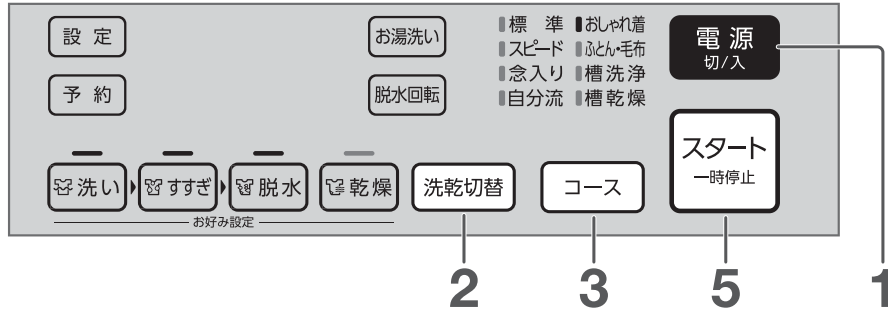 設定
お湯洗い
標準
おしゃれ着
スピード
ふとん・毛布
念入り
槽洗浄
自分流
槽乾燥
電源
切/入
予約
脱水回転
スタート
一時停止
洗い
すすぎ
脱水
乾燥
洗乾切替
コース
お好み設定
2
3
5
1